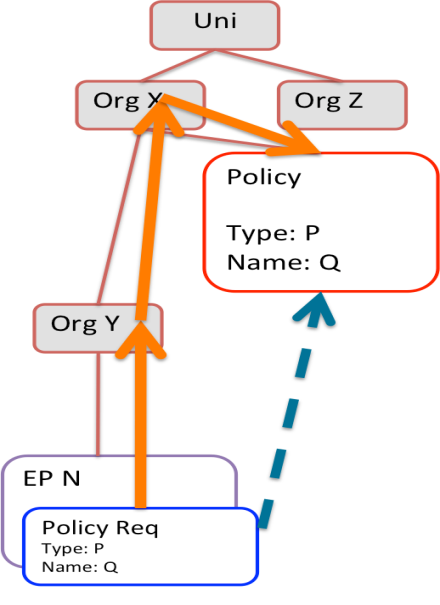 Uni
Org X
Org Z
Policy
Type: P
Name: Q
Org Y
EP N
Policy Req
Type: P
Name: Q